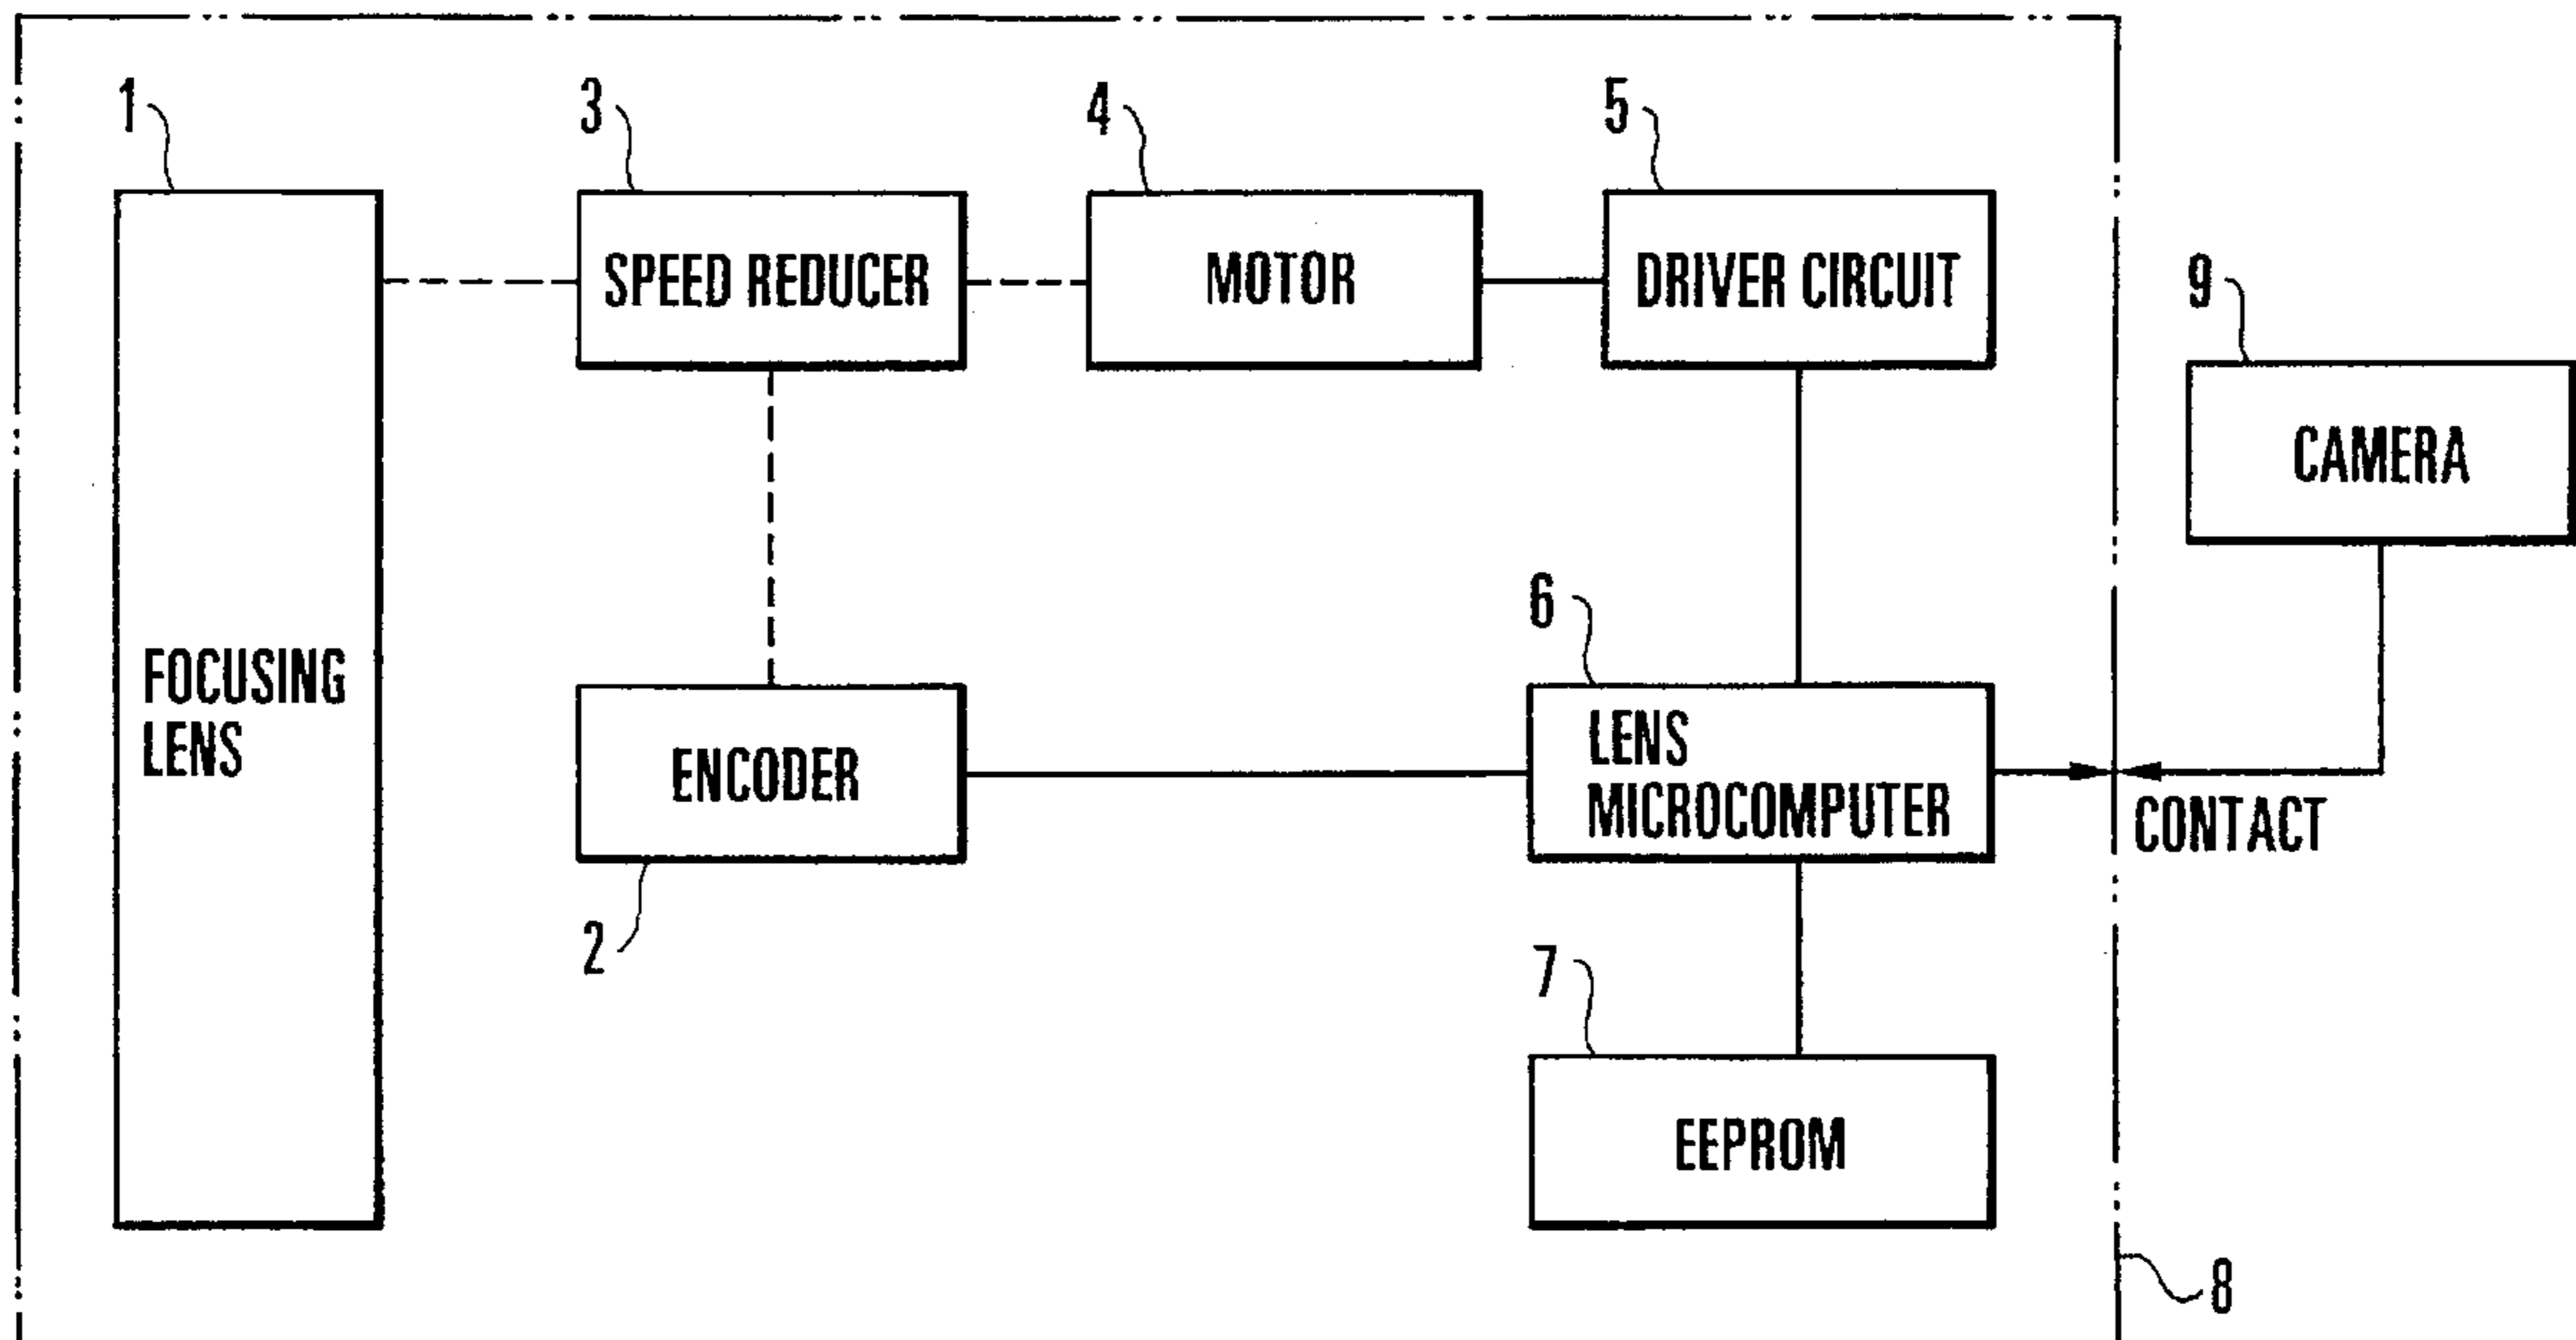 1
3
4
5
9
SPEED REDUCER
MOTOR
DRIVER CIRCUIT
CAMERA
6
FOCUSING
LENS
ENCODER
LENS
MICROCOMPUTER
CONTACT
2
7
EEPROM
8